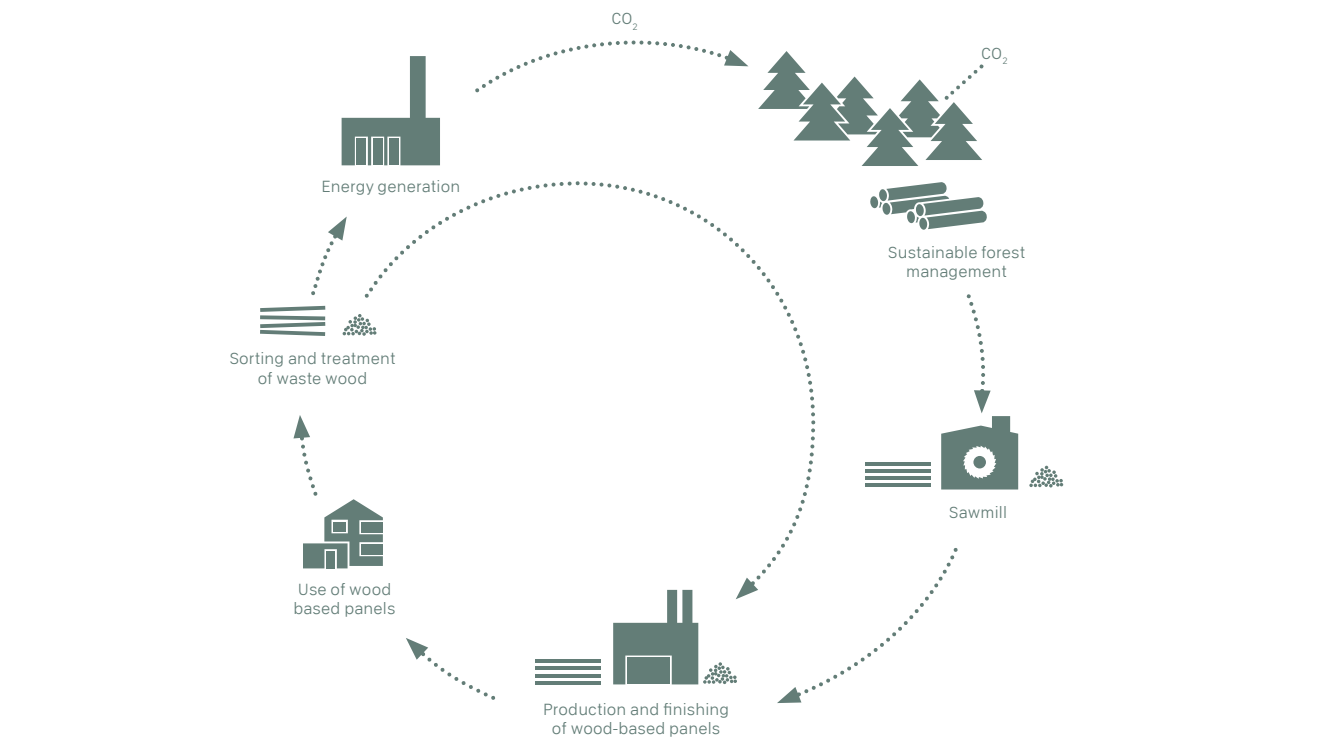 CO₂
CO₂
Energy generation
Sustainable forest
management
Sorting and treatment
of waste wood
Sawmill
Use of wood
based panels
Production and finishing
of wood-based panels